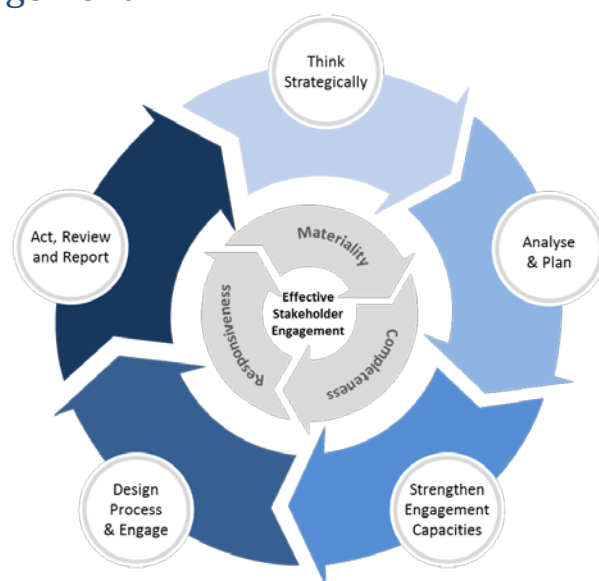 Think
Strategically
Analyse
& Plan
Strengthen
Engagement
Capacities
Design
Process
& Engage
Act, Review
and Report
Materiality
Completeness
Responsiveness
Effective
Stakeholder
Engagement